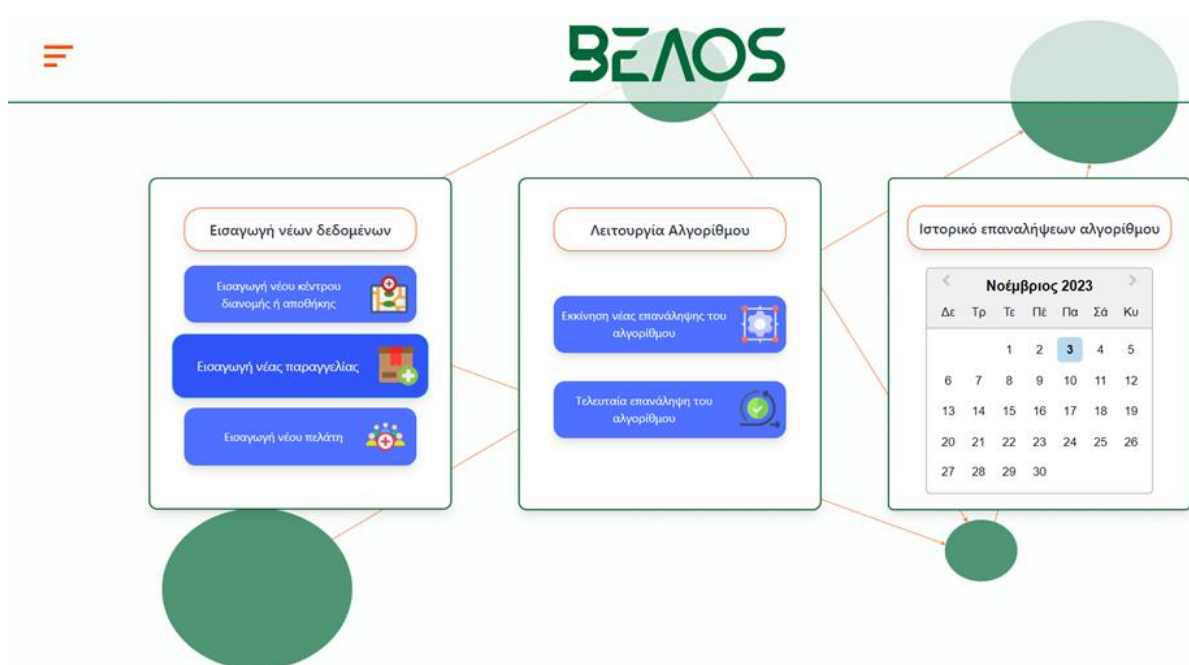 ΒΕΛΟΣ
Εισαγωγή νέων δεδομένων
Εισαγωγή νέου κέντρου
διανομής ή αποθήκης
Εισαγωγή νέας παραγγελίας
Εισαγωγή νέου πελάτη
Λειτουργία Αλγορίθμου
Εκκίνηση νέας επανάληψης του
αλγορίθμου
Τελευταία επανάληψη του
αλγορίθμου
Ιστορικό επαναλήψεων αλγορίθμου
Νοέμβριος 2023
Δε Τρ Τε Πέ Πα Σά Κυ
1 2 3 4 5
6 7 8 9 10 11 12
13 14 15 16 17 18 19
20 21 22 23 24 25 26
27 28 29 30